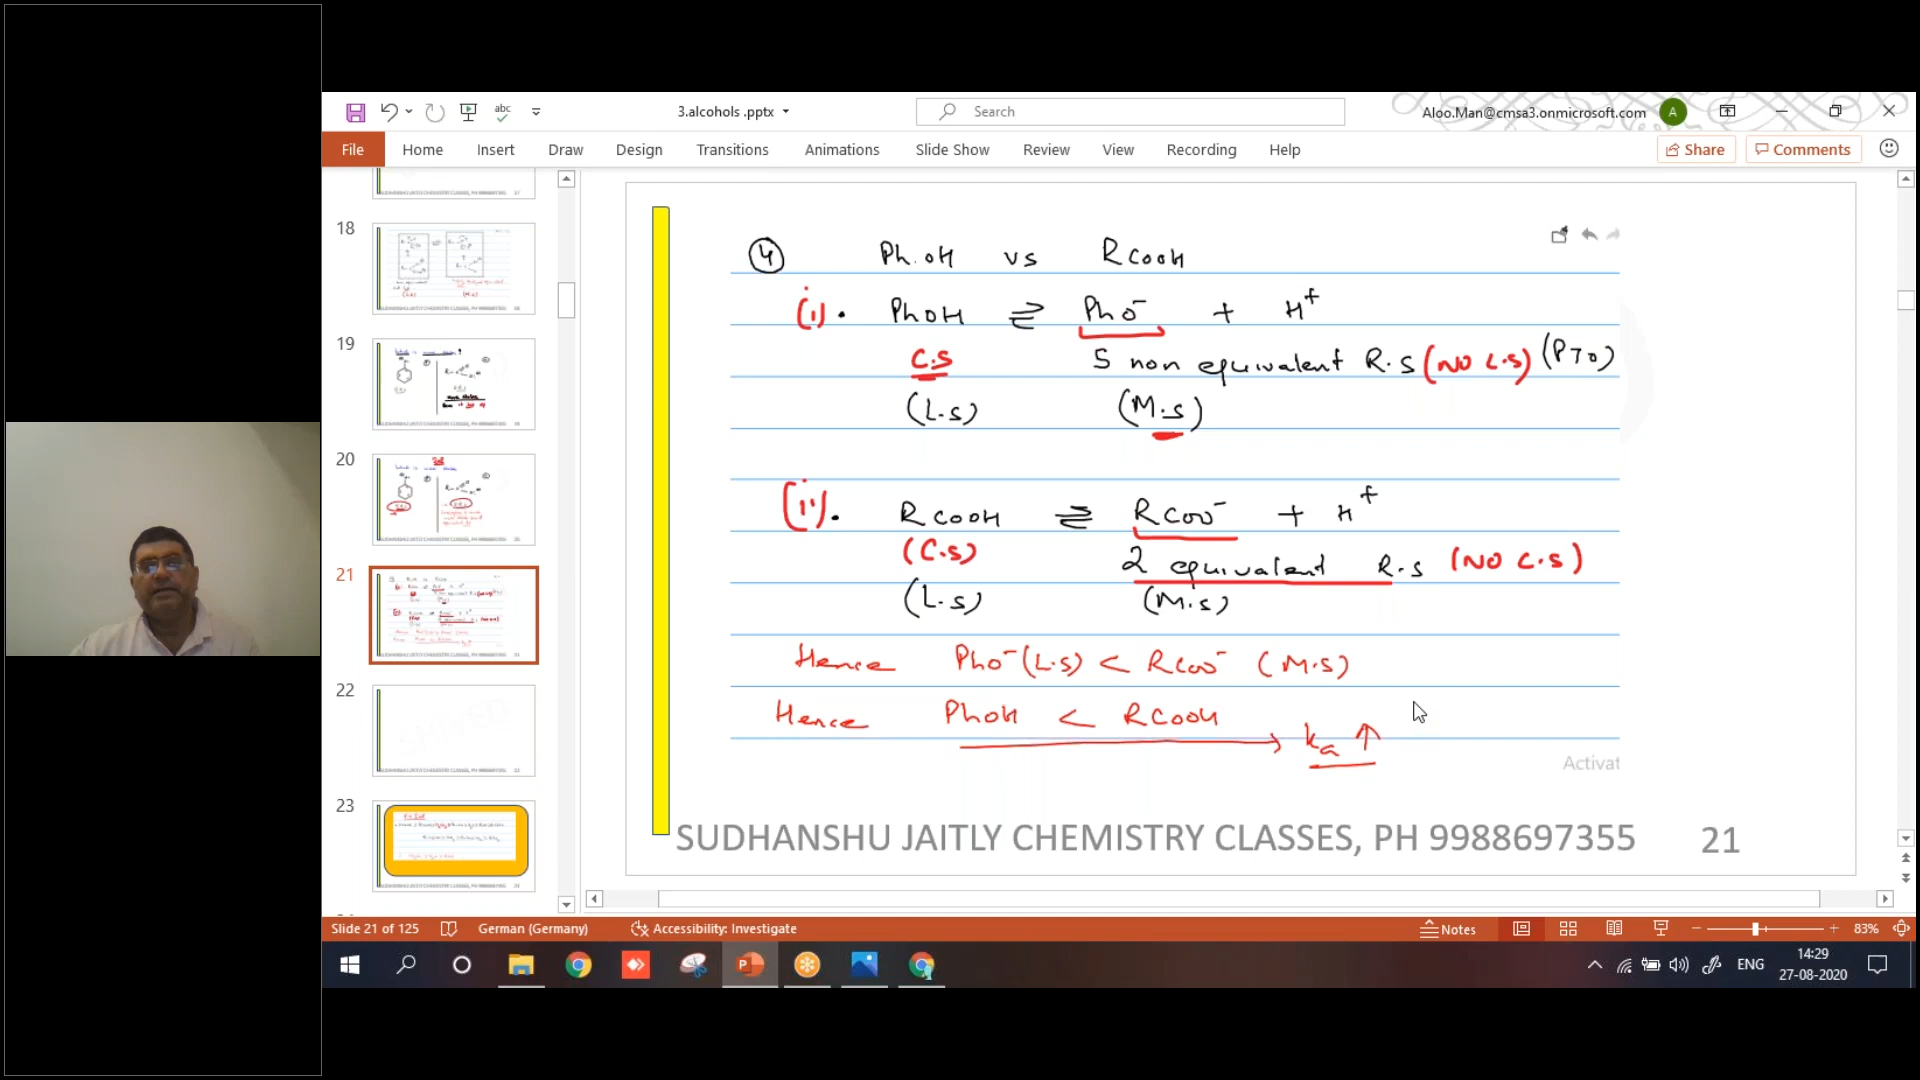 3.alcohols .pptx
Search
Aloo.Man@cmsa3.onmicrosoft.com
A
File Home Insert Draw Design Transitions Animations Slide Show Review View Recording Help
Share
Comments
18
19
20
21
22
23
4 Ph.OH vs RCOOH
(i). PhOH ⇌ PhO⁻ + H⁺
C.S 5 non equivalent R.S (NO C.S) (PTO)
(L.S) (M.S)
(ii). RCOOH ⇌ RCOO⁻ + H⁺
(C.S) 2 equivalent R.S (NO C.S)
(L.S) (M.S)
Hence PhO⁻(L.S) < RCOO⁻ (M.S)
Hence PhOH < RCOOH
→ ka ↑
Activat
SUDHANSHU JAITLY CHEMISTRY CLASSES, PH 9988697355 21
Slide 21 of 125 German (Germany) Accessibility: Investigate Notes 83%
ENG
14:29
27-08-2020